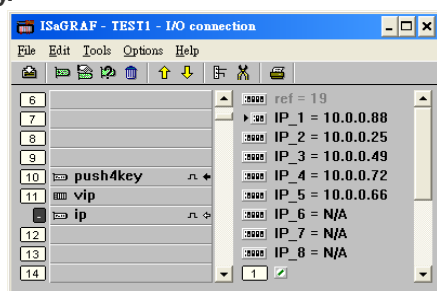 ).
ISaGRAF - TEST1 - I/O connection
File Edit Tools Options Help
6
7
8
9
10 push4key
11 vip
ip
12
13
14
ref = 19
IP_1 = 10.0.0.88
IP_2 = 10.0.0.25
IP_3 = 10.0.0.49
IP_4 = 10.0.0.72
IP_5 = 10.0.0.66
IP_6 = N/A
IP_7 = N/A
IP_8 = N/A
1